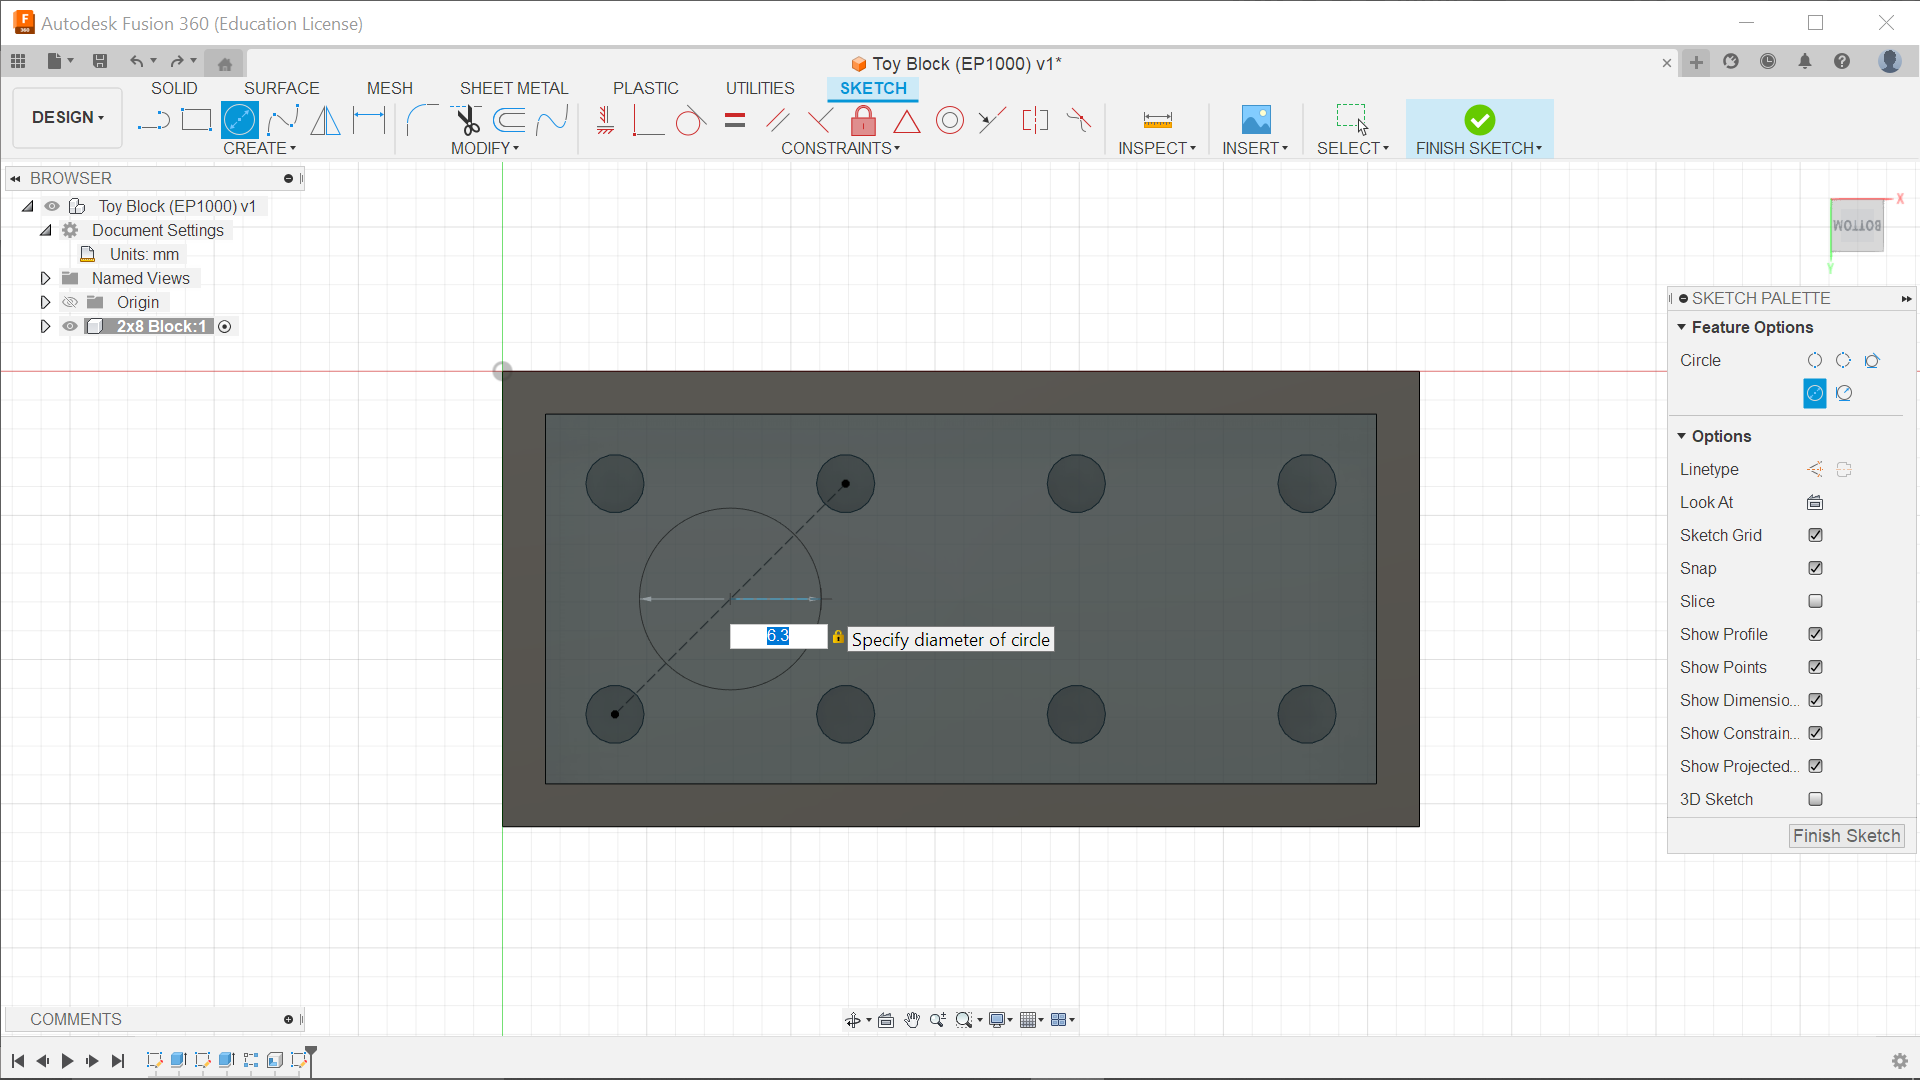 Autodesk Fusion 360 (Education License)
Toy Block (EP1000) v1*
SOLID SURFACE MESH SHEET METAL PLASTIC UTILITIES SKETCH
DESIGN
CREATE MODIFY CONSTRAINTS INSPECT INSERT SELECT FINISH SKETCH
BROWSER
Toy Block (EP1000) v1
Document Settings
Units: mm
Named Views
Origin
2x8 Block:1
X
BOTTOM
Y
SKETCH PALETTE
Feature Options
Circle
Options
Linetype
Look At
Sketch Grid
Snap
Slice
Show Profile
Show Points
Show Dimensio...
Show Constrain...
Show Projected...
3D Sketch
Finish Sketch
6.3
Specify diameter of circle
COMMENTS